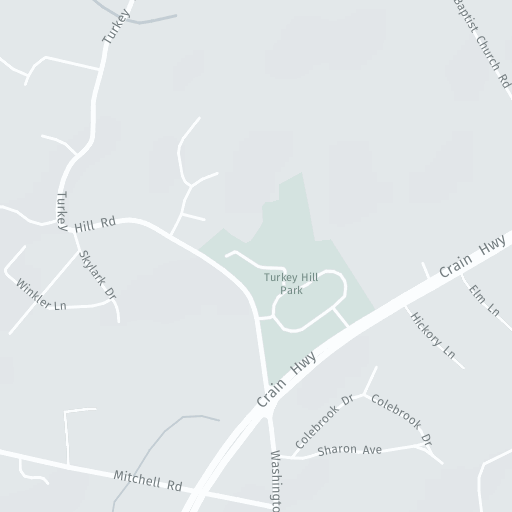 Turkey
Baptist Church Rd
Turkey
Hill Rd
Skylark Dr
Winkler Ln
Turkey Hill
Park
Crain Hwy
Elm Ln
Hickory Ln
Crain Hwy
Colebrook Dr
Colebrook Dr
Sharon Ave
Washingto
Mitchell Rd